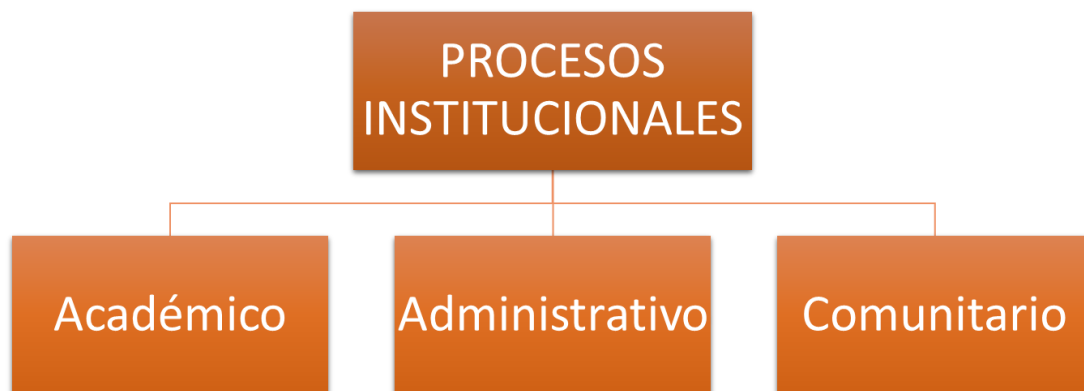 PROCESOS
INSTITUCIONALES
Académico
Administrativo
Comunitario